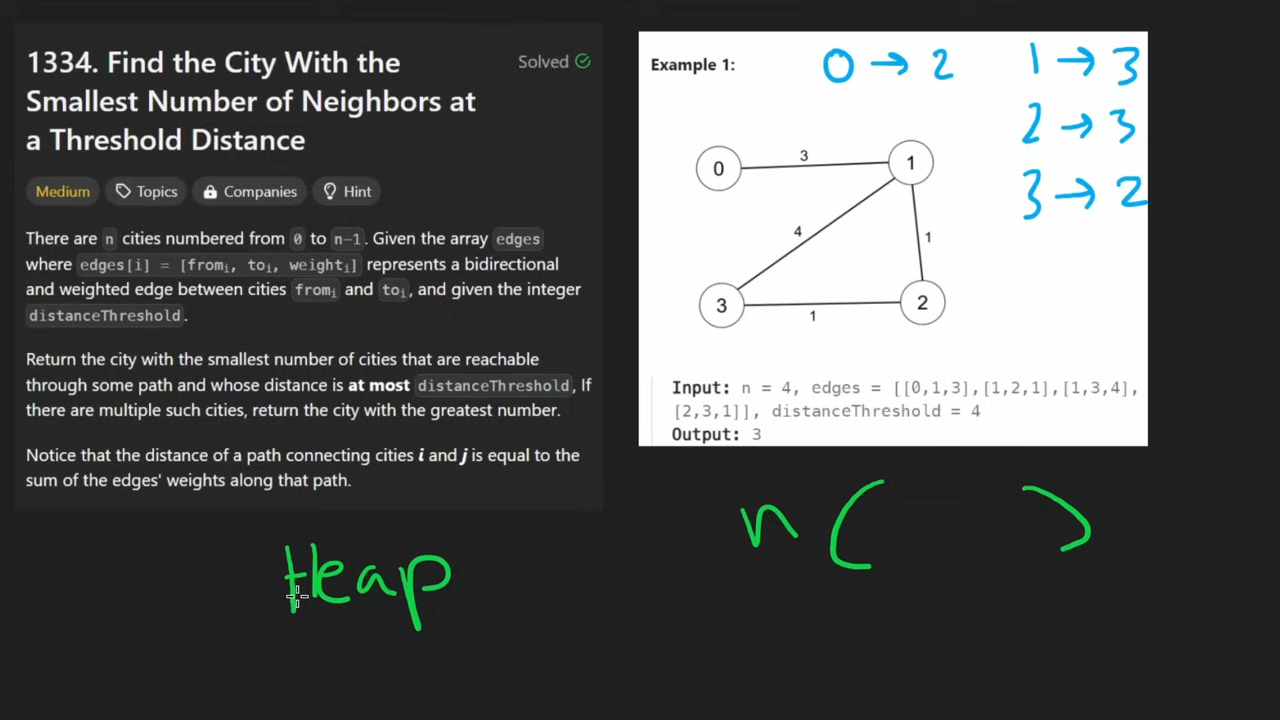 1334. Find the City With the
Smallest Number of Neighbors at
a Threshold Distance
Solved
Medium
Topics
Companies
Hint
There are n cities numbered from 0 to n-1. Given the array edges
where edges[i] = [fromi, toi, weighti] represents a bidirectional
and weighted edge between cities fromi and toi, and given the integer
distanceThreshold.
Return the city with the smallest number of cities that are reachable
through some path and whose distance is at most distanceThreshold, If
there are multiple such cities, return the city with the greatest number.
Notice that the distance of a path connecting cities i and j is equal to the
sum of the edges' weights along that path.
Example 1:
0 → 2
1 → 3
2 → 3
3 → 2
0
3
1
4
1
3
1
2
Input: n = 4, edges = [[0,1,3],[1,2,1],[1,3,4],
[2,3,1]], distanceThreshold = 4
Output: 3
n ( )
Heap